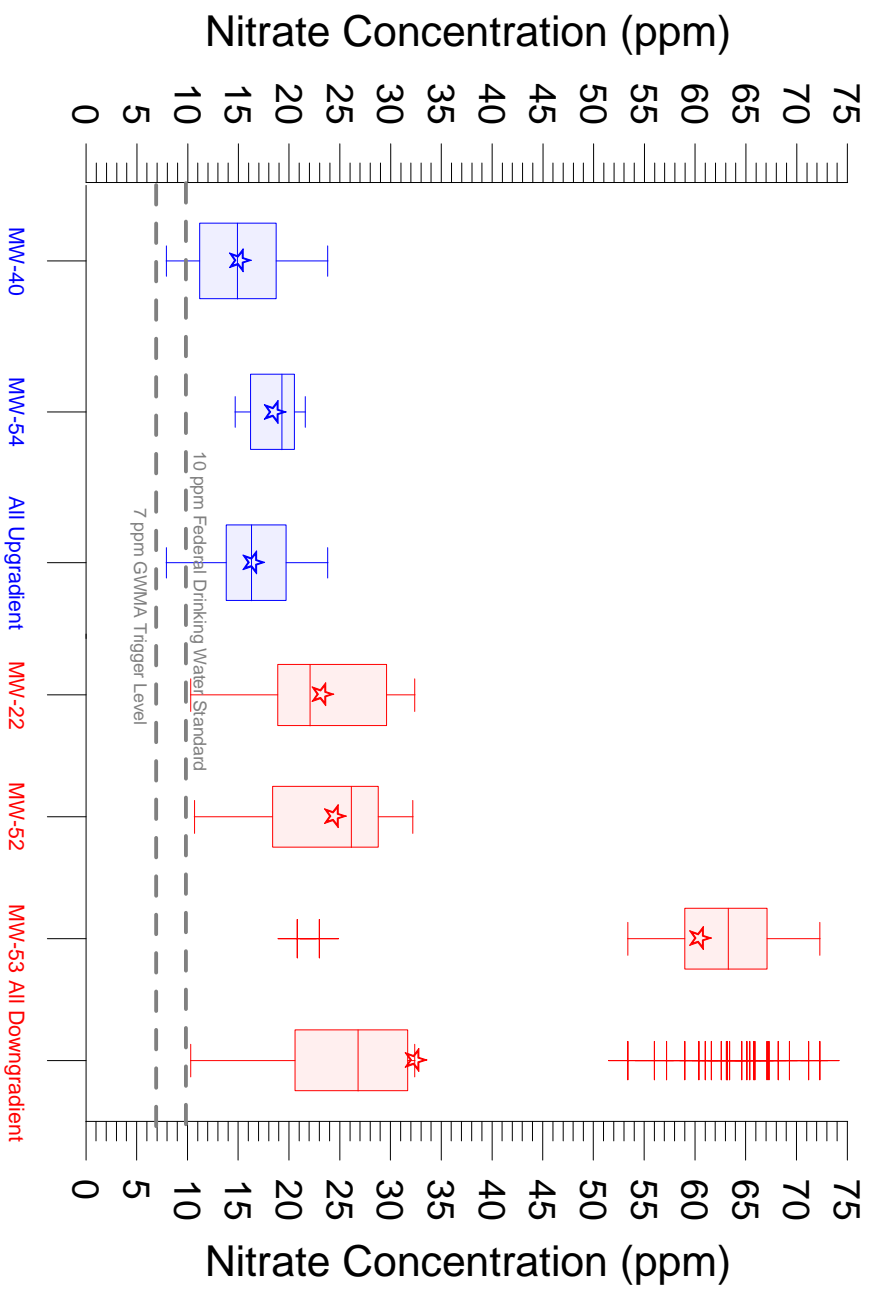 Nitrate Concentration (ppm)
0 5 10 15 20 25 30 35 40 45 50 55 60 65 70 75
MW-40
MW-54
All Upgradient
MW-22
MW-52
MW-53
All Downgradient
10 ppm Federal Drinking Water Standard
7 ppm GWMA Trigger Level
0 5 10 15 20 25 30 35 40 45 50 55 60 65 70 75
Nitrate Concentration (ppm)